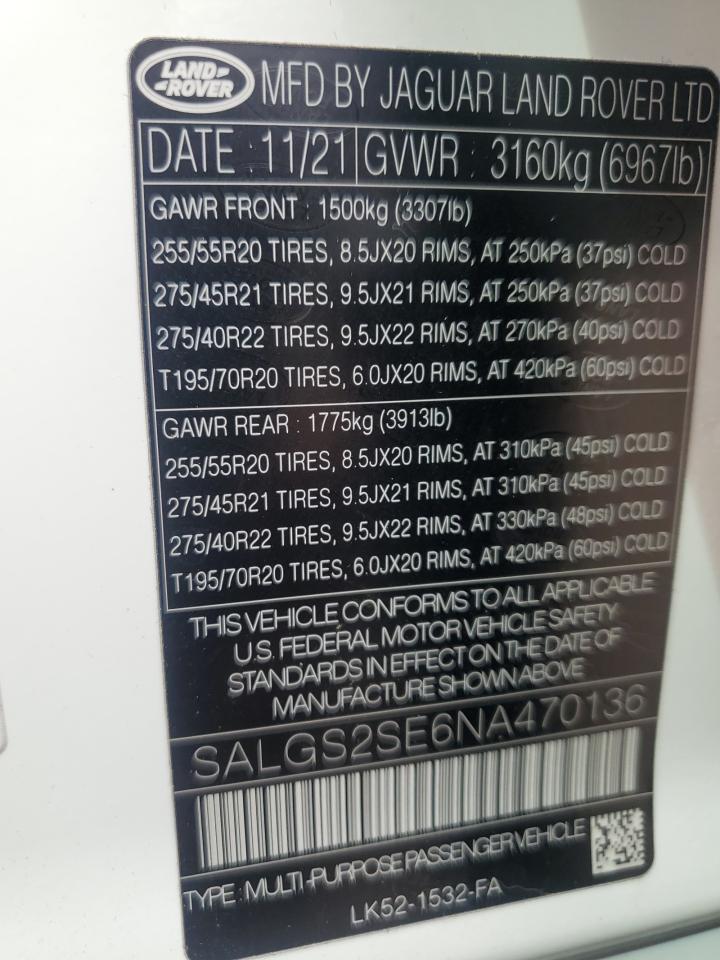 LAND-
-ROVER
MFD BY JAGUAR LAND ROVER LTD
DATE : 11/21 GVWR : 3160kg (6967lb)
GAWR FRONT : 1500kg (3307lb)
255/55R20 TIRES, 8.5JX20 RIMS, AT 250kPa (37psi) COLD
275/45R21 TIRES, 9.5JX21 RIMS, AT 250kPa (37psi) COLD
275/40R22 TIRES, 9.5JX22 RIMS, AT 270kPa (40psi) COLD
T195/70R20 TIRES, 6.0JX20 RIMS, AT 420kPa (60psi) COLD
GAWR REAR : 1775kg (3913lb)
255/55R20 TIRES, 8.5JX20 RIMS, AT 310kPa (45psi) COLD
275/45R21 TIRES, 9.5JX21 RIMS, AT 310kPa (45psi) COLD
275/40R22 TIRES, 9.5JX22 RIMS, AT 330kPa (48psi) COLD
T195/70R20 TIRES, 6.0JX20 RIMS, AT 420kPa (60psi) COLD
THIS VEHICLE CONFORMS TO ALL APPLICABLE
U.S. FEDERAL MOTOR VEHICLE SAFETY
STANDARDS IN EFFECT ON THE DATE OF
MANUFACTURE SHOWN ABOVE
SALGS2SE6NA470136
TYPE : MULTI-PURPOSE PASSENGER VEHICLE
LK52-1532-FA